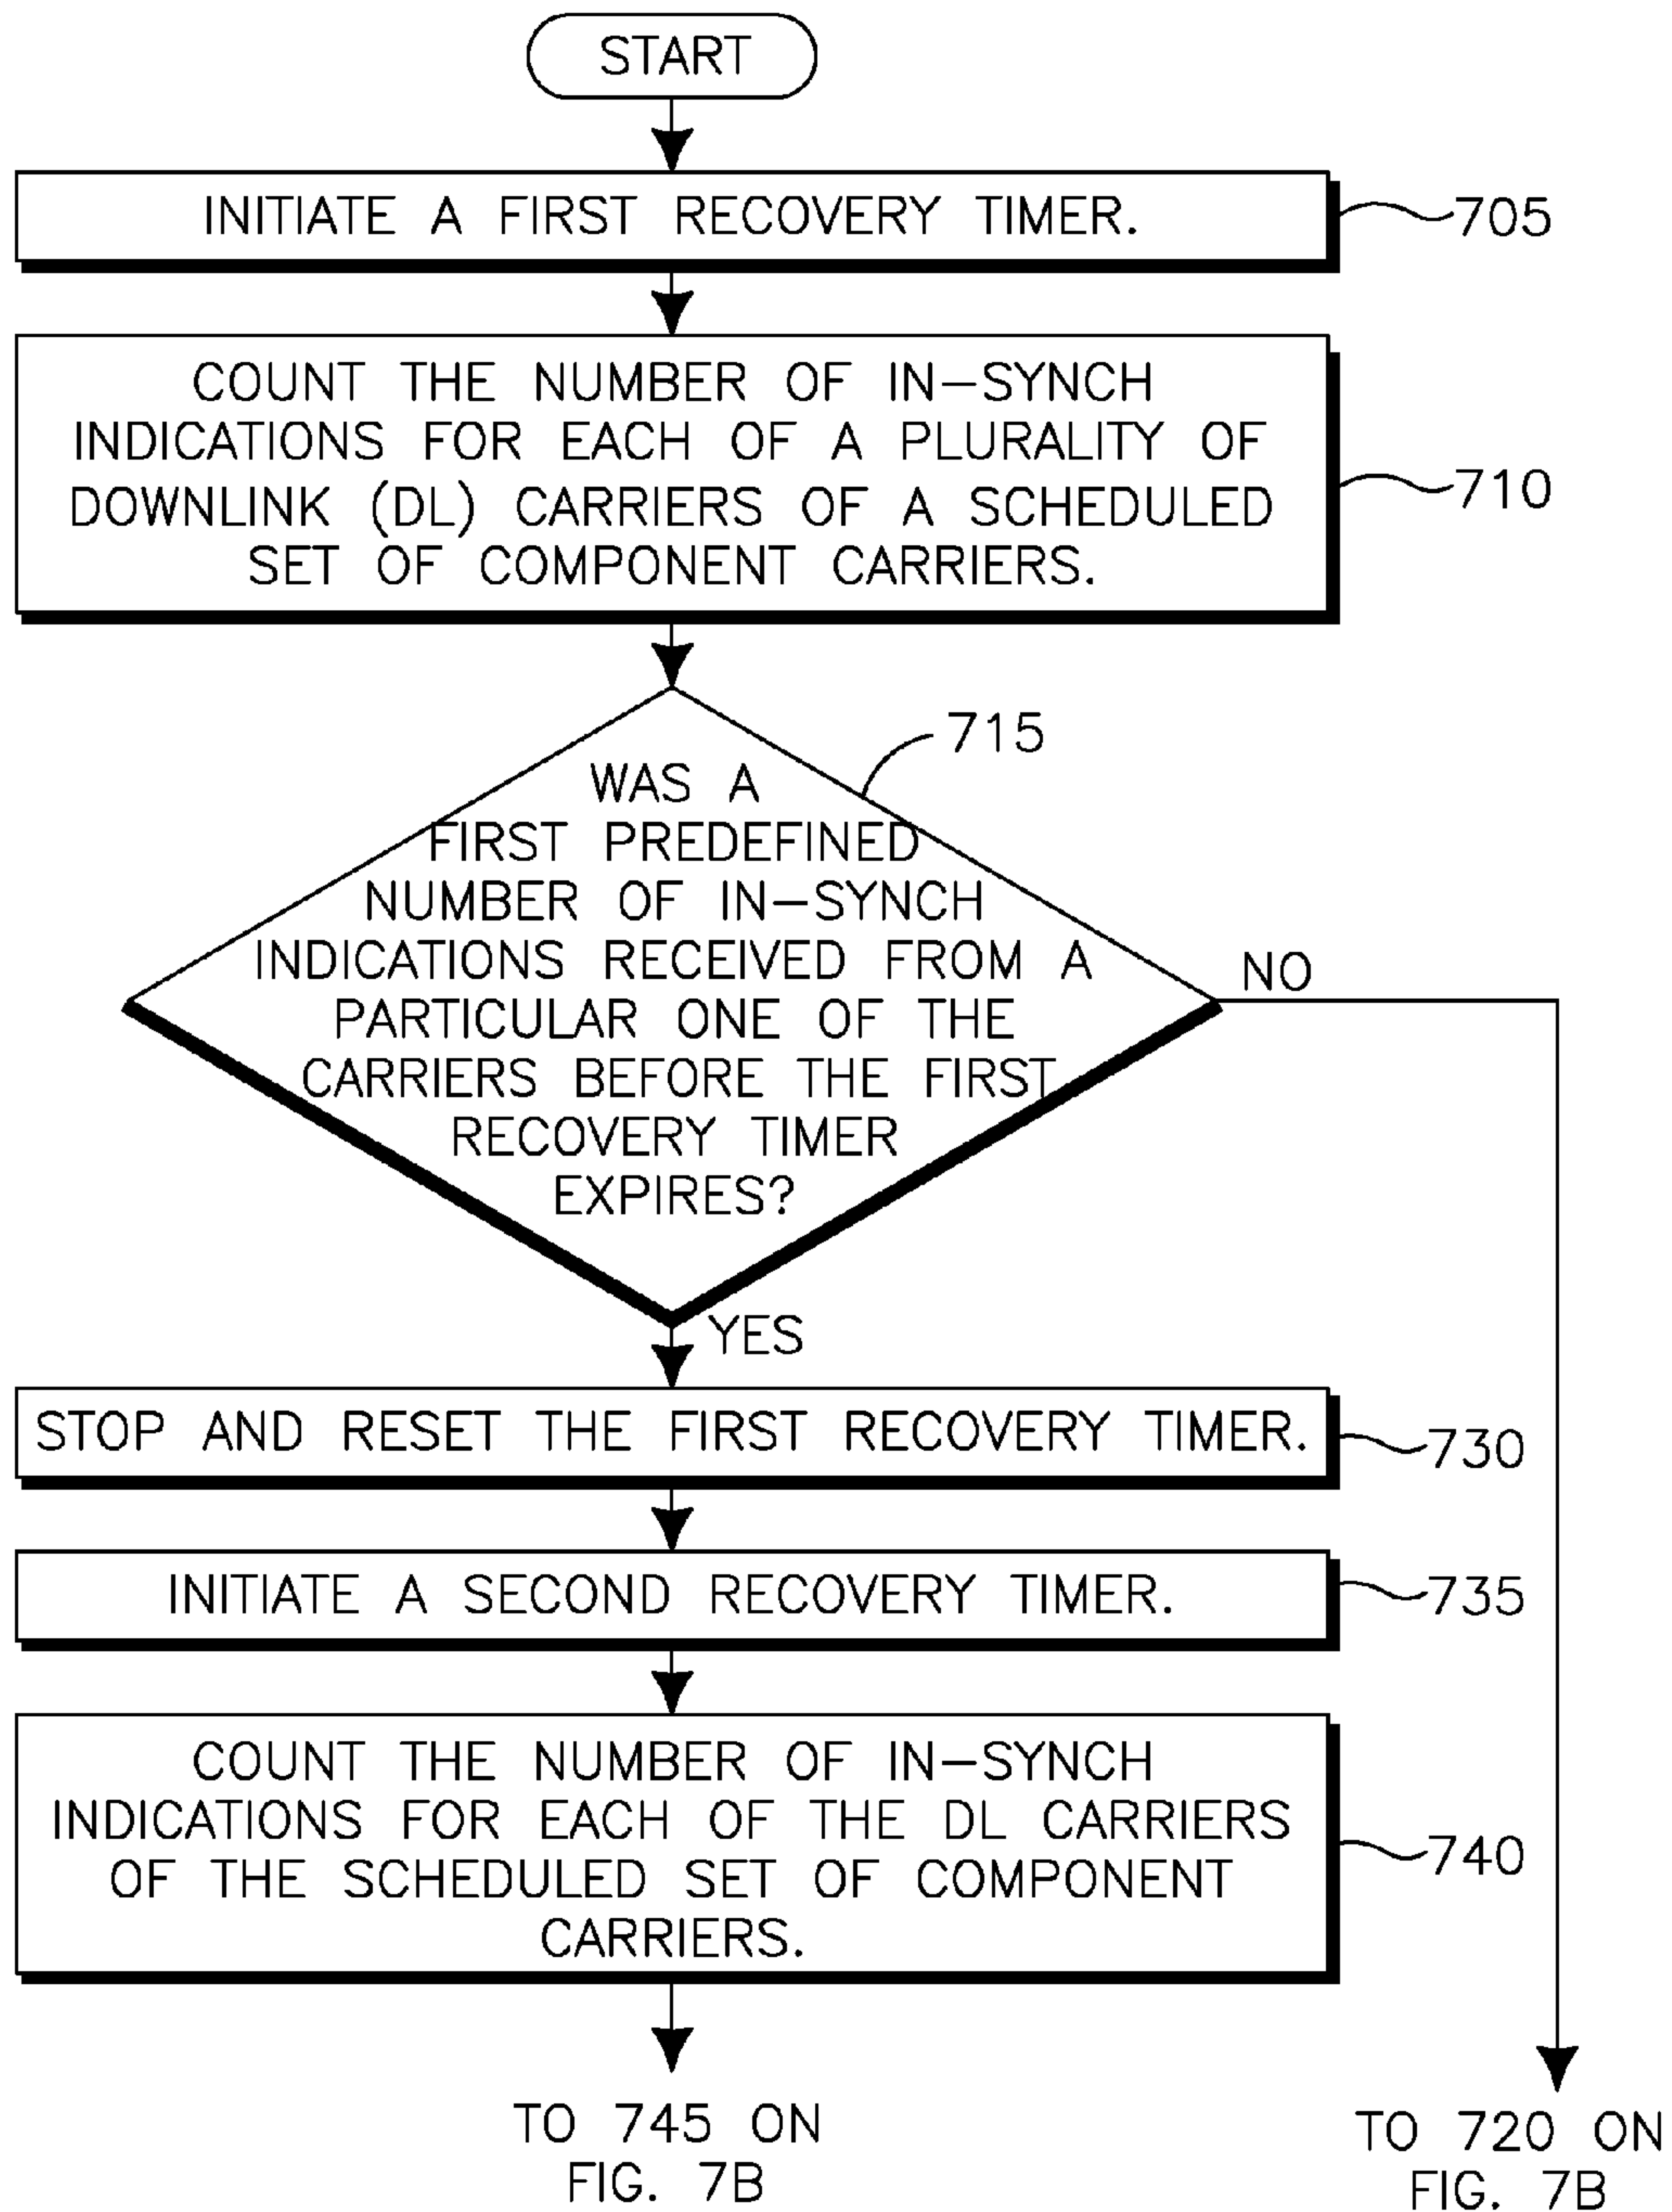 START
INITIATE A FIRST RECOVERY TIMER.
705
COUNT THE NUMBER OF IN-SYNCH
INDICATIONS FOR EACH OF A PLURALITY OF
DOWNLINK (DL) CARRIERS OF A SCHEDULED
SET OF COMPONENT CARRIERS.
710
715
WAS A
FIRST PREDEFINED
NUMBER OF IN-SYNCH
INDICATIONS RECEIVED FROM A
PARTICULAR ONE OF THE
CARRIERS BEFORE THE FIRST
RECOVERY TIMER
EXPIRES?
NO
YES
STOP AND RESET THE FIRST RECOVERY TIMER.
730
INITIATE A SECOND RECOVERY TIMER.
735
COUNT THE NUMBER OF IN-SYNCH
INDICATIONS FOR EACH OF THE DL CARRIERS
OF THE SCHEDULED SET OF COMPONENT
CARRIERS.
740
TO 745 ON
FIG. 7B
TO 720 ON
FIG. 7B